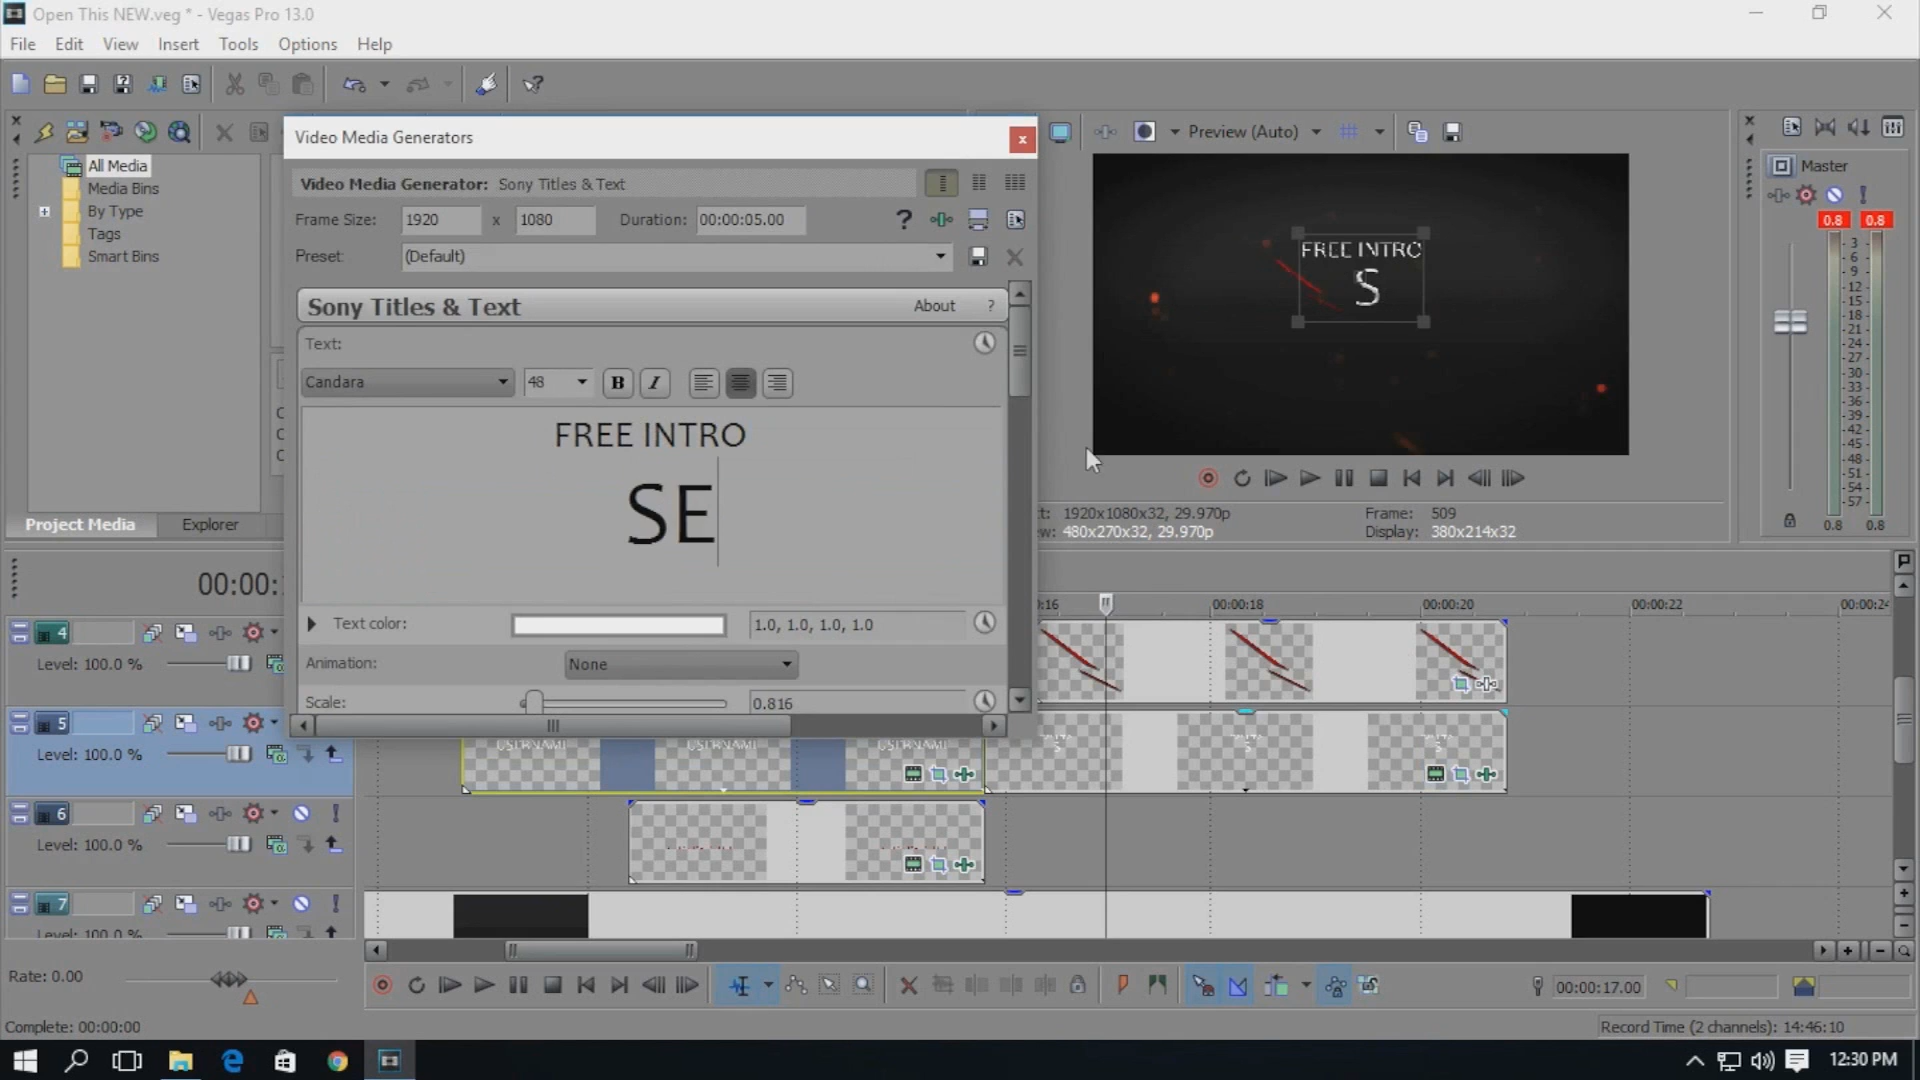 Open This NEW.veg * - Vegas Pro 13.0
File Edit View Insert Tools Options Help
Video Media Generators
x
Preview (Auto)
All Media
Media Bins
By Type
Tags
Smart Bins
Project Media
Explorer
Video Media Generator: Sony Titles & Text
Frame Size: 1920 x 1080 Duration: 00:00:05.00
Preset: (Default)
Sony Titles & Text
About ?
Text:
Candara 48 B I
FREE INTRO
SE
Text color: 1.0, 1.0, 1.0, 1.0
Animation: None
Scale: 0.816
FREE INTRO
S
1920x1080x32, 29.970p
Frame: 509
480x270x32, 29.970p
Display: 380x214x32
Master
0.8 0.8
- 3 -
- 6 -
- 9 -
-12-
-15-
-18-
-21-
-24-
-27-
-30-
-33-
-36-
-39-
-42-
-45-
-48-
-51-
-54-
-57-
0.8 0.8
00:00:
:16 00:00:18 00:00:20 00:00:22 00:00:24
4
Level: 100.0 %
5
Level: 100.0 %
6
Level: 100.0 %
7
Level: 100.0 %
Rate: 0.00
00:00:17.00
Complete: 00:00:00
Record Time (2 channels): 14:46:10
12:30 PM